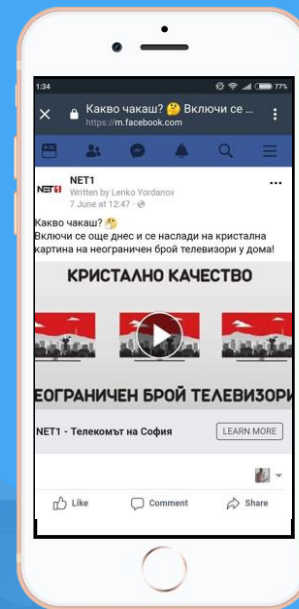 1:34
77%
Какво чакаш? 🤔 Включи се ...
https://m.facebook.com
NET1
NET1
Written by Lenko Yordanov
7 June at 12:47 ·
Какво чакаш? 🤔
Включи се още днес и се наслади на кристална
картина на неограничен брой телевизори у дома!
КРИСТАЛНО КАЧЕСТВО
ЕОГРАНИЧЕН БРОЙ ТЕЛЕВИЗОРИ
NET1 - Телекомът на София
LEARN MORE
Like
Comment
Share